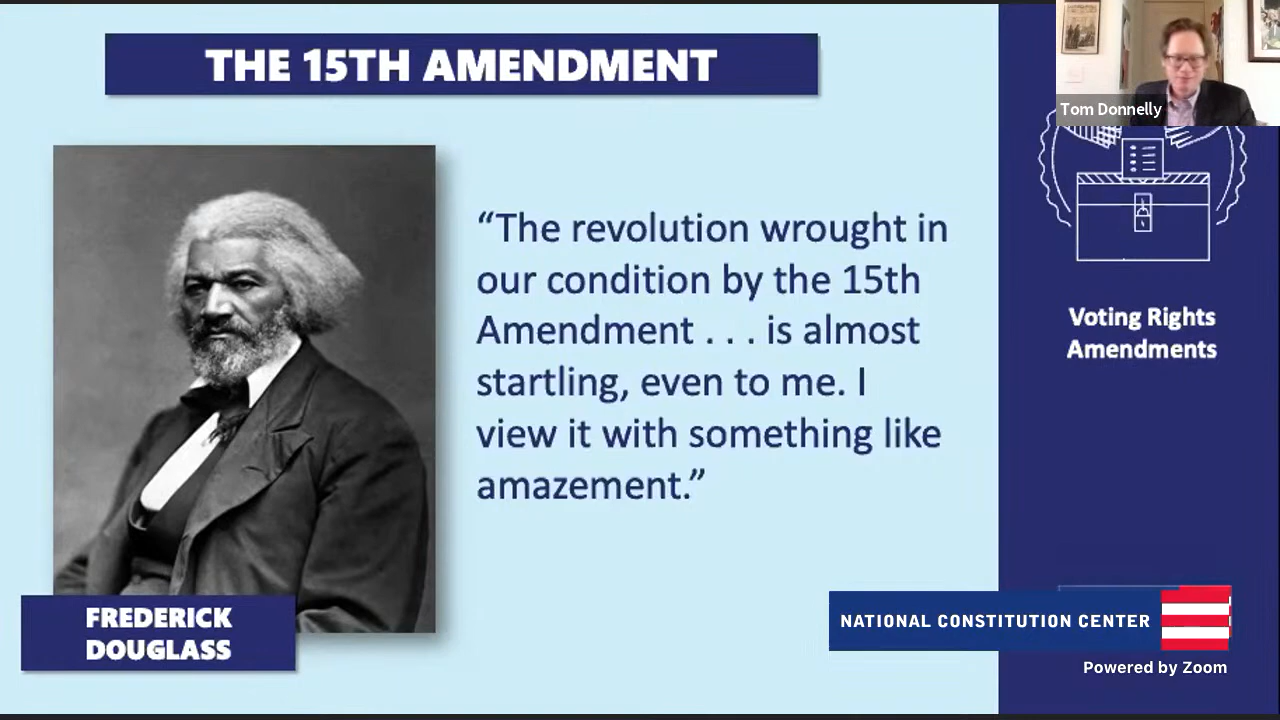 THE 15TH AMENDMENT
Tom Donnelly
“The revolution wrought in
our condition by the 15th
Amendment . . . is almost
startling, even to me. I
view it with something like
amazement.”
Voting Rights
Amendments
FREDERICK
DOUGLASS
NATIONAL CONSTITUTION CENTER
Powered by Zoom